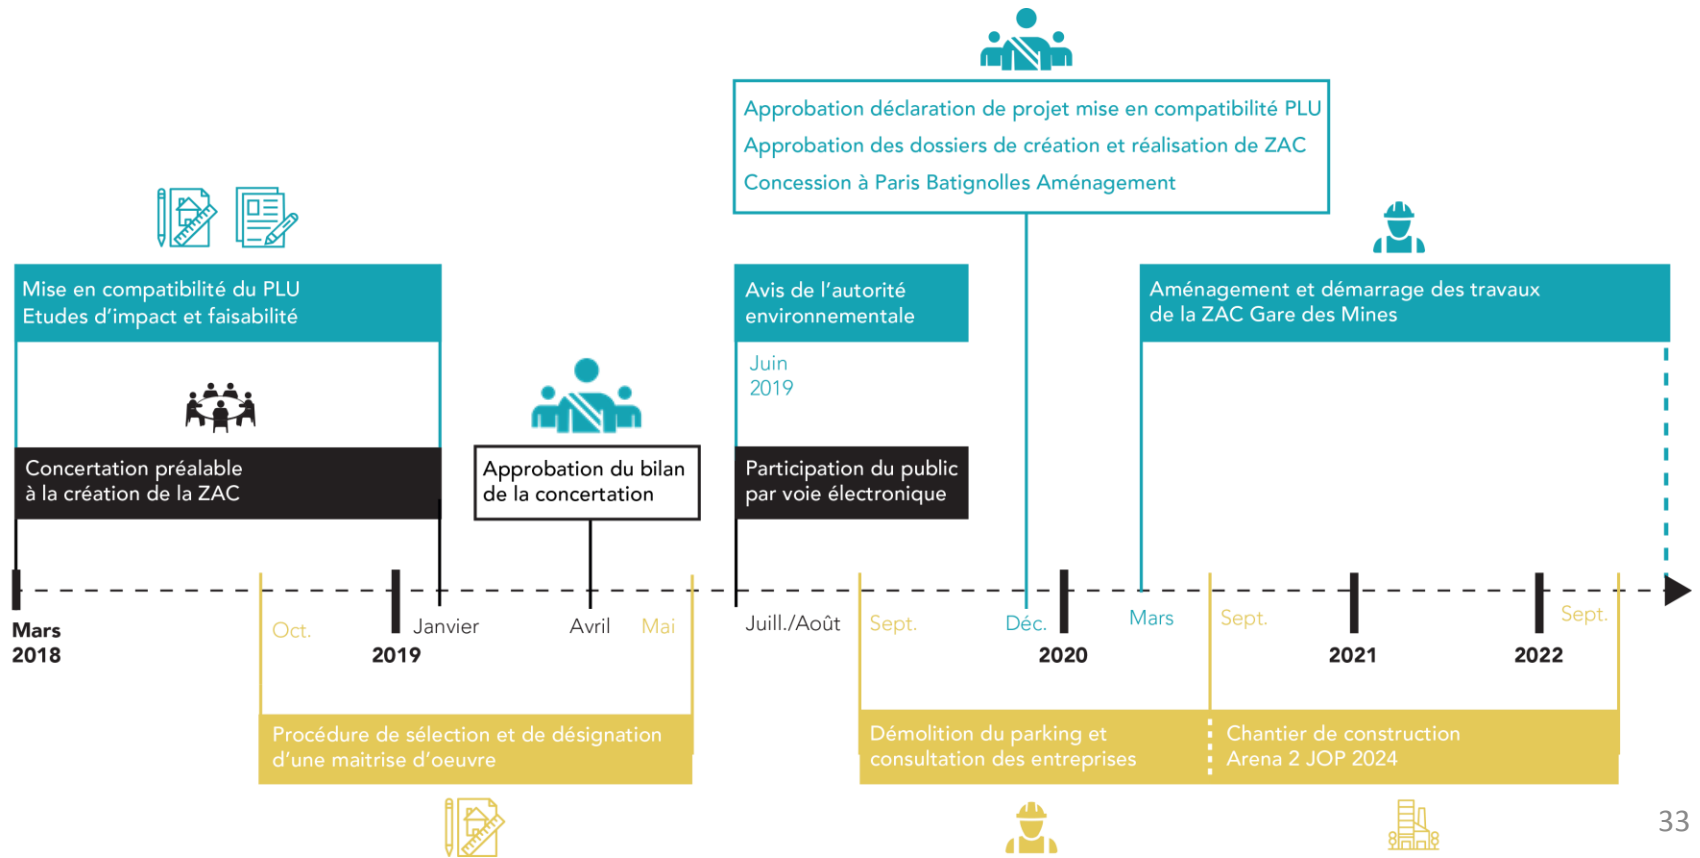 Approbation déclaration de projet mise en compatibilité PLU
Approbation des dossiers de création et réalisation de ZAC
Concession à Paris Batignolles Aménagement
Mise en compatibilité du PLU
Etudes d’impact et faisabilité
Avis de l’autorité
environnementale
Juin
2019
Aménagement et démarrage des travaux
de la ZAC Gare des Mines
Concertation préalable
à la création de la ZAC
Approbation du bilan
de la concertation
Participation du public
par voie électronique
Mars
2018
Oct.
2019
Janvier
Avril
Mai
Juill./Août
Sept.
Déc.
2020
Mars
Sept.
2021
2022
Sept.
Procédure de sélection et de désignation
d’une maitrise d’oeuvre
Démolition du parking et
consultation des entreprises
Chantier de construction
Arena 2 JOP 2024
33